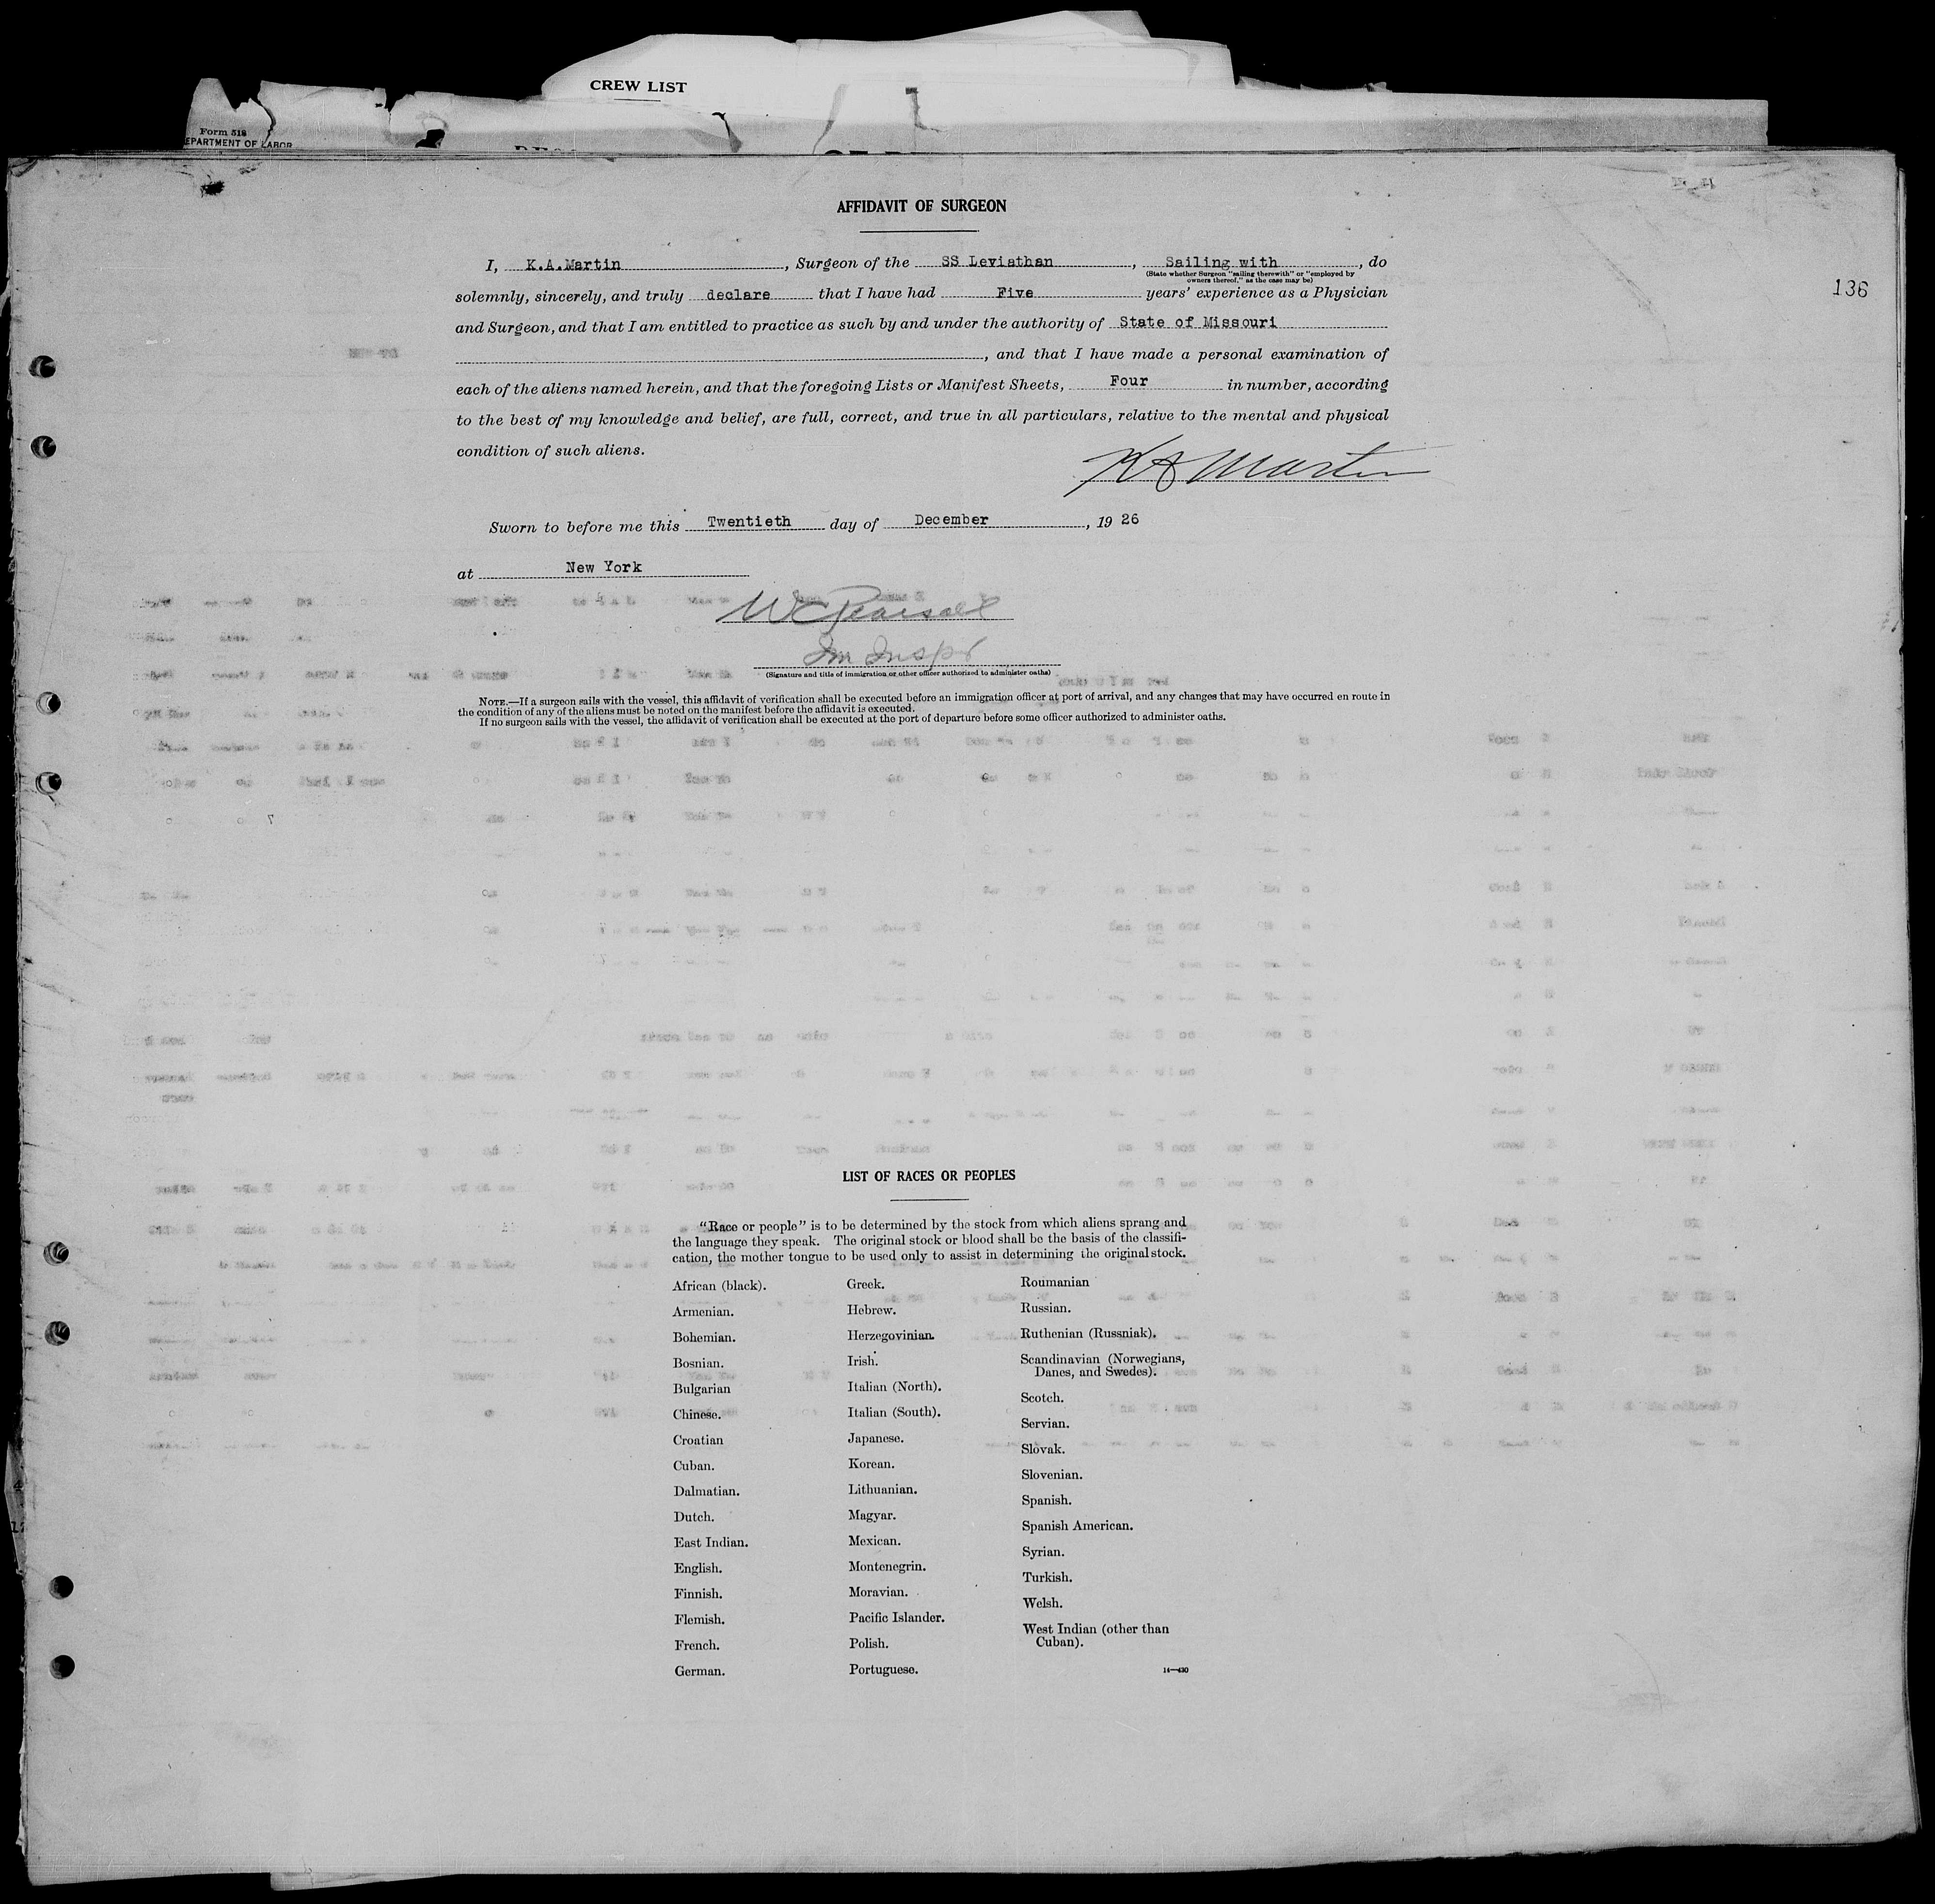 CREW LIST
Form 518
DEPARTMENT OF LABOR
AFFIDAVIT OF SURGEON
136
I, K.A.Martin, Surgeon of the SS Leviathan, Sailing with, do
(State whether Surgeon "sailing therewith" or "employed by
owners thereof," as the case may be)
solemnly, sincerely, and truly declare that I have had Five years' experience as a Physician
and Surgeon, and that I am entitled to practice as such by and under the authority of State of Missouri
, and that I have made a personal examination of
each of the aliens named herein, and that the foregoing Lists or Manifest Sheets, Four in number, according
to the best of my knowledge and belief, are full, correct, and true in all particulars, relative to the mental and physical
condition of such aliens.
K A Martin
Sworn to before me this Twentieth day of December, 1926
at New York
W C Pearsall
Im Inspr
(Signature and title of immigration or other officer authorized to administer oaths)
NOTE.—If a surgeon sails with the vessel, this affidavit of verification shall be executed before an immigration officer at port of arrival, and any changes that may have occurred en route in
the condition of any of the aliens must be noted on the manifest before the affidavit is executed.
If no surgeon sails with the vessel, the affidavit of verification shall be executed at the port of departure before some officer authorized to administer oaths.
LIST OF RACES OR PEOPLES
"Race or people" is to be determined by the stock from which aliens sprang and
the language they speak. The original stock or blood shall be the basis of the classifi-
cation, the mother tongue to be used only to assist in determining the original stock.
African (black).
Armenian.
Bohemian.
Bosnian.
Bulgarian
Chinese.
Croatian
Cuban.
Dalmatian.
Dutch.
East Indian.
English.
Finnish.
Flemish.
French.
German.
Greek.
Hebrew.
Herzegovinian.
Irish.
Italian (North).
Italian (South).
Japanese.
Korean.
Lithuanian.
Magyar.
Mexican.
Montenegrin.
Moravian.
Pacific Islander.
Polish.
Portuguese.
Roumanian
Russian.
Ruthenian (Russniak).
Scandinavian (Norwegians,
Danes, and Swedes).
Scotch.
Servian.
Slovak.
Slovenian.
Spanish.
Spanish American.
Syrian.
Turkish.
Welsh.
West Indian (other than
Cuban).
14—430